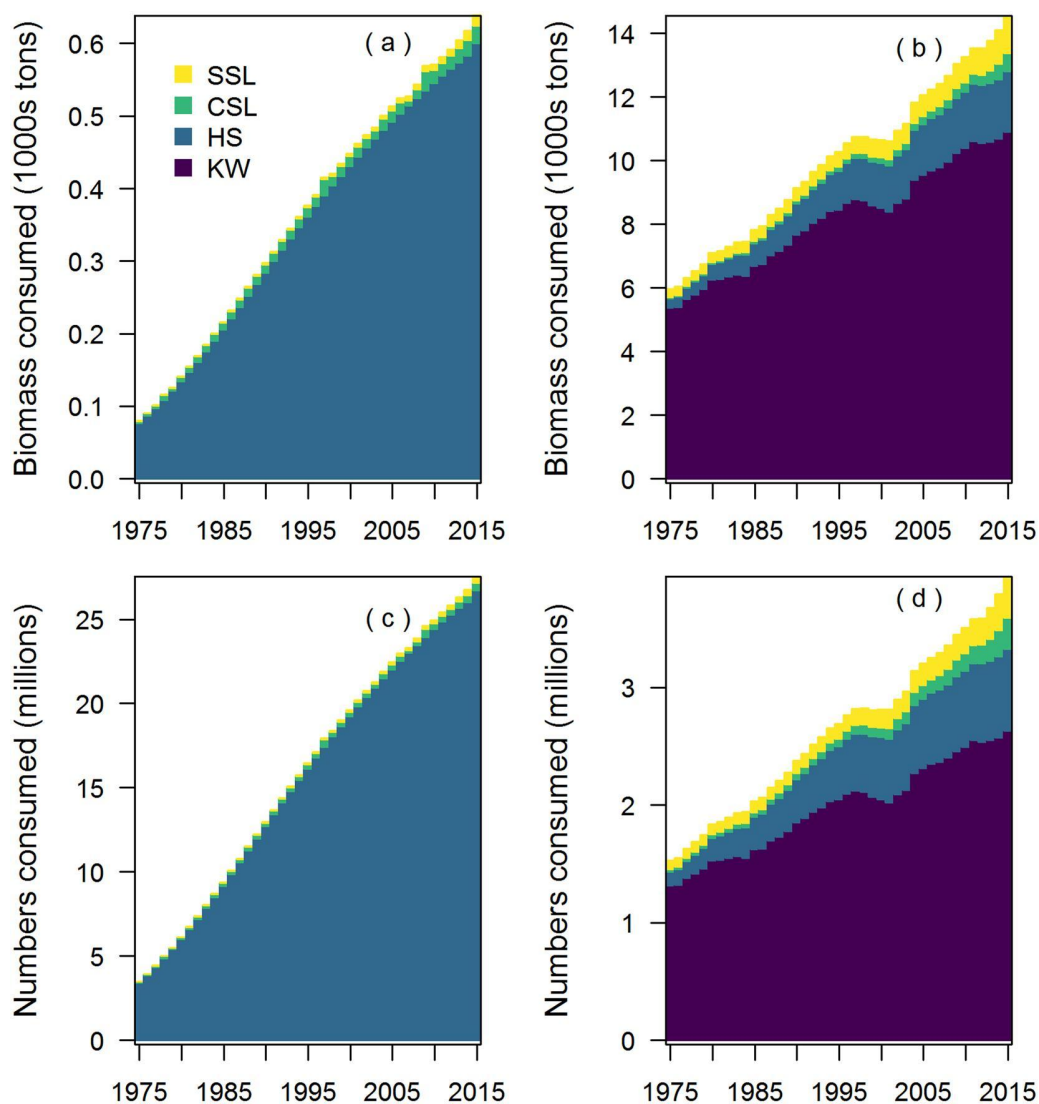 Biomass consumed (1000s tons)
( a )
SSL
CSL
HS
KW
0.6
0.5
0.4
0.3
0.2
0.1
0.0
1975 1985 1995 2005 2015
Biomass consumed (1000s tons)
( b )
14
12
10
8
6
4
2
0
1975 1985 1995 2005 2015
Numbers consumed (millions)
( c )
25
20
15
10
5
0
1975 1985 1995 2005 2015
Numbers consumed (millions)
( d )
3
2
1
0
1975 1985 1995 2005 2015